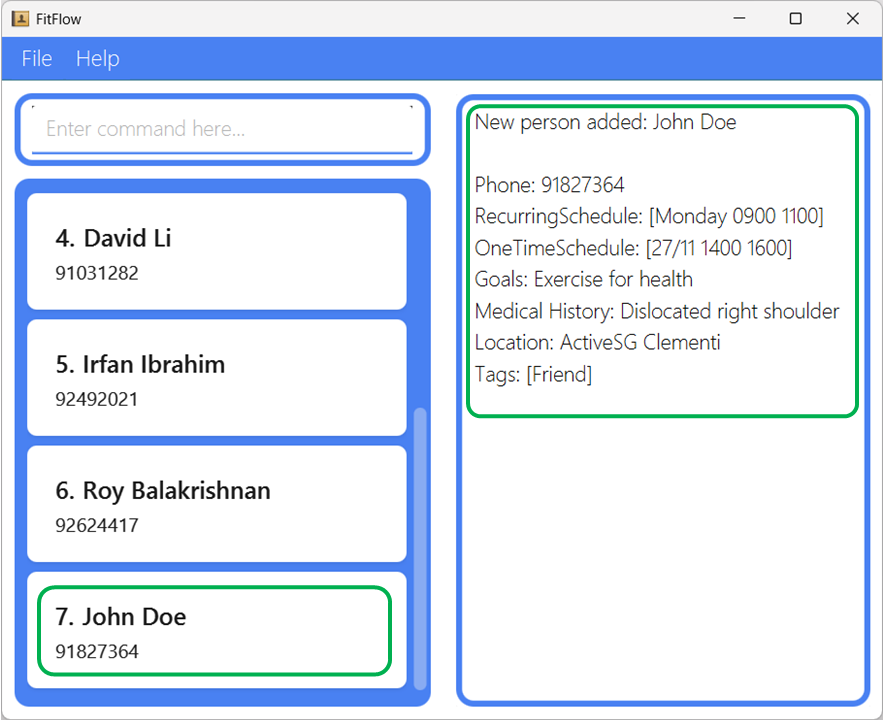 FitFlow
File Help
Enter command here...
4. David Li
91031282
5. Irfan Ibrahim
92492021
6. Roy Balakrishnan
92624417
7. John Doe
91827364
New person added: John Doe
Phone: 91827364
RecurringSchedule: [Monday 0900 1100]
OneTimeSchedule: [27/11 1400 1600]
Goals: Exercise for health
Medical History: Dislocated right shoulder
Location: ActiveSG Clementi
Tags: [Friend]